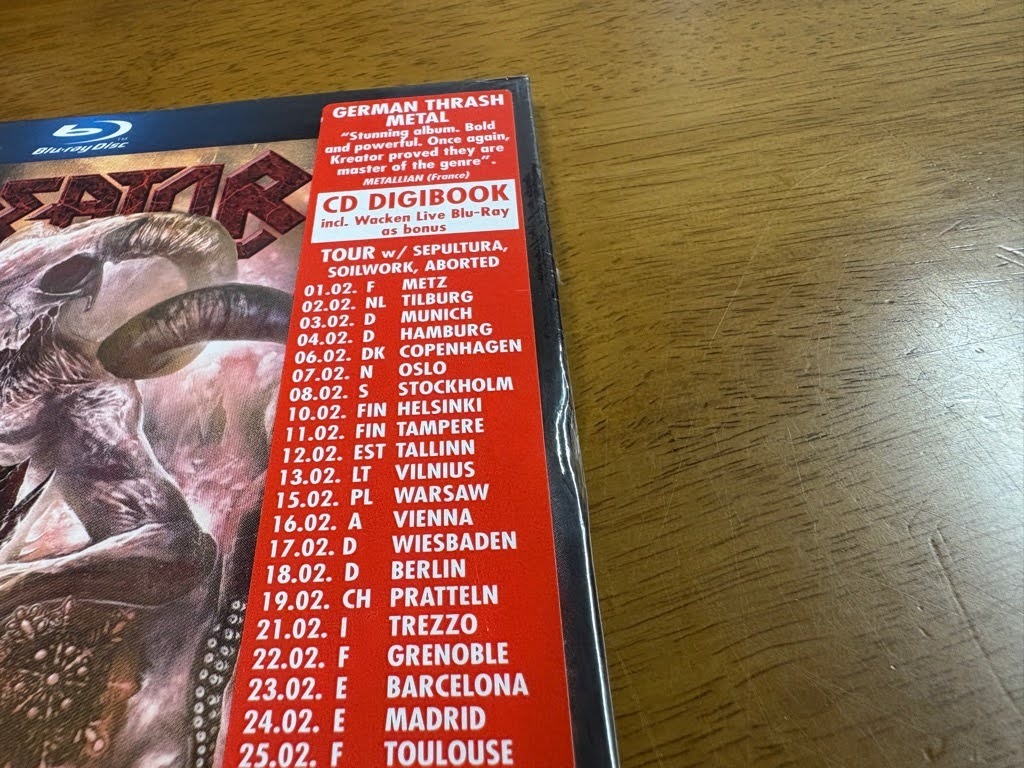 Blu-ray Disc™
EATOR
GERMAN THRASH
METAL
"Stunning album. Bold
and powerful. Once again,
Kreator proved they are
master of the genre".
METALLIAN (France)
CD DIGIBOOK
incl. Wacken Live Blu-Ray
as bonus
TOUR w/ SEPULTURA,
SOILWORK, ABORTED
01.02. F METZ
02.02. NL TILBURG
03.02. D MUNICH
04.02. D HAMBURG
06.02. DK COPENHAGEN
07.02. N OSLO
08.02. S STOCKHOLM
10.02. FIN HELSINKI
11.02. FIN TAMPERE
12.02. EST TALLINN
13.02. LT VILNIUS
15.02. PL WARSAW
16.02. A VIENNA
17.02. D WIESBADEN
18.02. D BERLIN
19.02. CH PRATTELN
21.02. I TREZZO
22.02. F GRENOBLE
23.02. E BARCELONA
24.02. E MADRID
25.02. F TOULOUSE